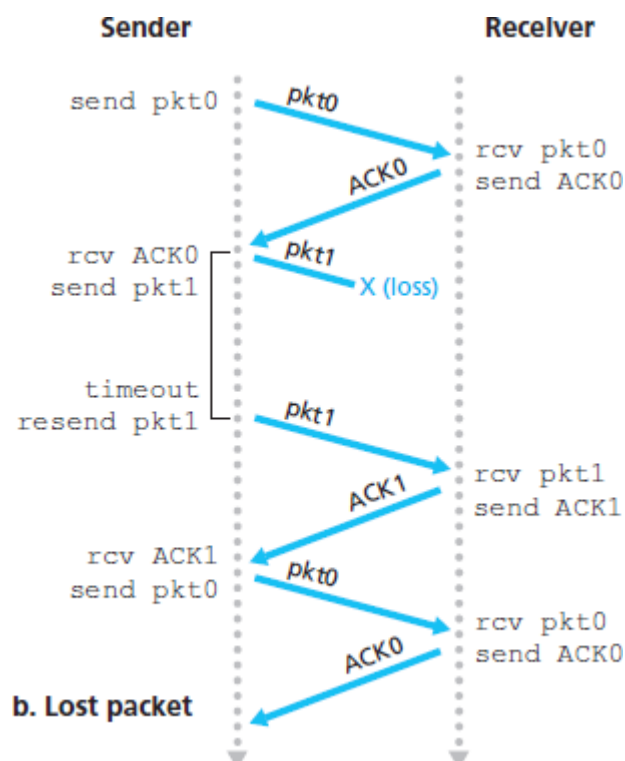 Sender
Receiver
send pkt0
pkt0
rcv pkt0
ACK0
send ACK0
rcv ACK0
pkt1
send pkt1
X (loss)
timeout
resend pkt1
pkt1
rcv pkt1
ACK1
send ACK1
rcv ACK1
pkt0
send pkt0
rcv pkt0
ACK0
send ACK0
b. Lost packet